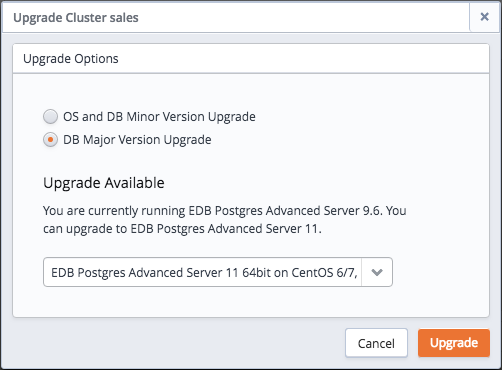 Upgrade Cluster sales
Upgrade Options
OS and DB Minor Version Upgrade
DB Major Version Upgrade
Upgrade Available
You are currently running EDB Postgres Advanced Server 9.6. You
can upgrade to EDB Postgres Advanced Server 11.
EDB Postgres Advanced Server 11 64bit on CentOS 6/7,
Cancel
Upgrade